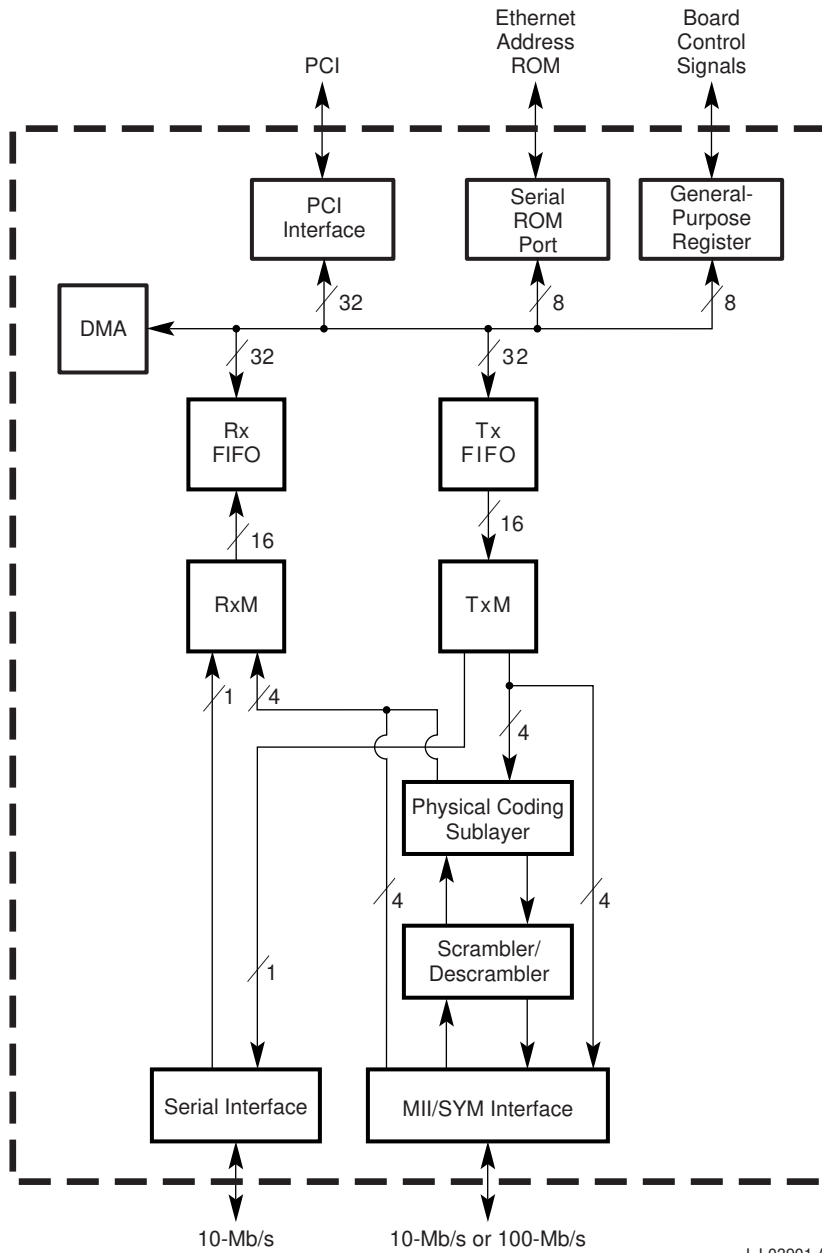 Ethernet
Address
ROM
Board
Control
Signals
PCI
PCI
Interface
Serial
ROM
Port
General-
Purpose
Register
32
8
8
DMA
32
32
Rx
FIFO
Tx
FIFO
16
16
RxM
TxM
1
4
4
Physical Coding
Sublayer
4
4
Scrambler/
Descrambler
1
Serial Interface
MII/SYM Interface
10-Mb/s
10-Mb/s or 100-Mb/s